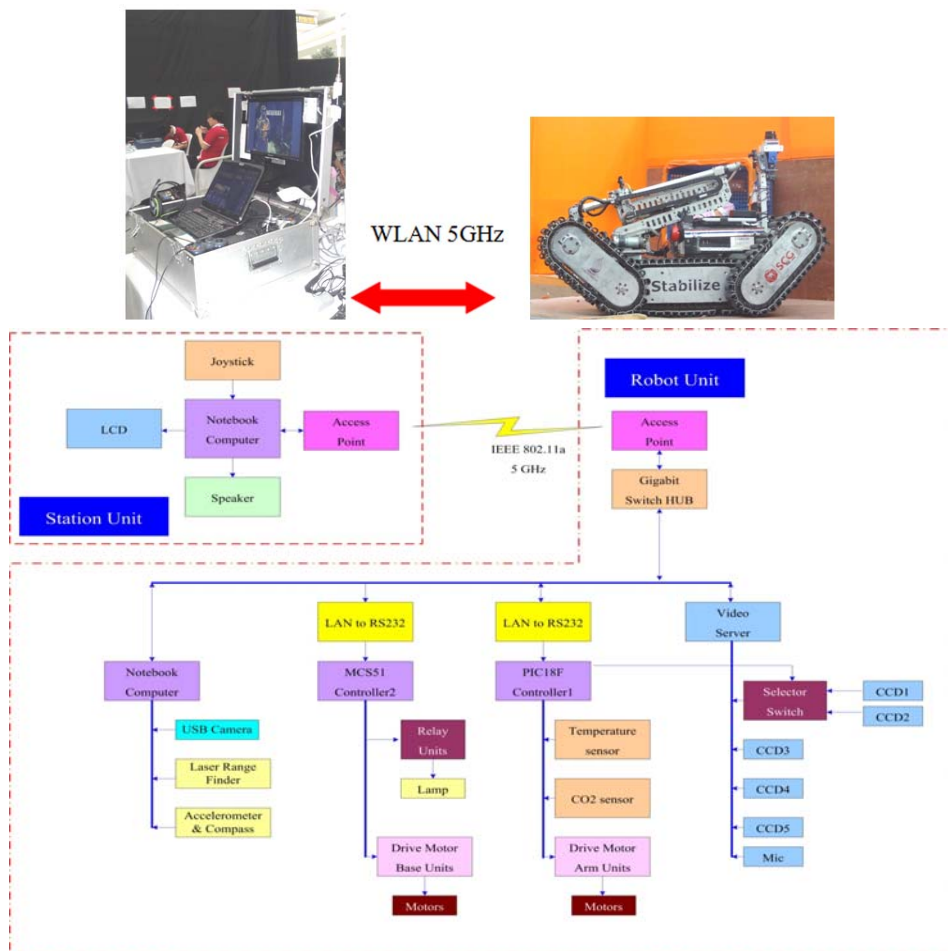 WLAN 5GHz
Stabilize
SCG
Joystick
LCD
Notebook
Computer
Access
Point
Speaker
Station Unit
IEEE 802.11a
5 GHz
Robot Unit
Access
Point
Gigabit
Switch HUB
LAN to RS232
LAN to RS232
Video
Server
Notebook
Computer
MCS51
Controller2
PIC18F
Controller1
Selector
Switch
CCD1
CCD2
USB Camera
Relay
Units
Temperature
sensor
CCD3
Laser Range
Finder
Lamp
CO2 sensor
CCD4
Accelerometer
& Compass
CCD5
Drive Motor
Base Units
Drive Motor
Arm Units
Mic
Motors
Motors